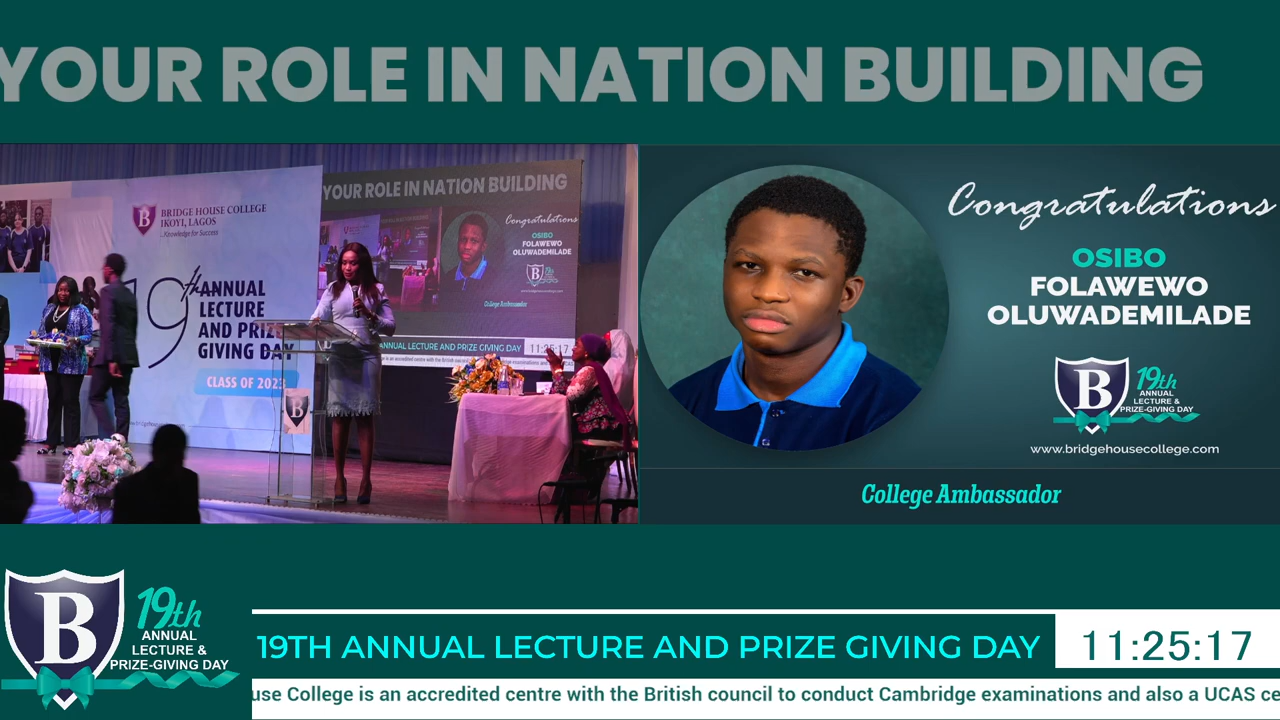 YOUR ROLE IN NATION BUILDING
B
BRIDGE HOUSE COLLEGE
IKOYI, LAGOS
...Knowledge for Success
19th ANNUAL
LECTURE
AND PRIZE
GIVING DAY
CLASS OF 2023
B
YOUR ROLE IN NATION BUILDING
Congratulations
OSIBO
FOLAWEWO
OLUWADEMILADE
College Ambassador
ANNUAL LECTURE AND PRIZE GIVING DAY
11:25:17
Congratulations
OSIBO
FOLAWEWO
OLUWADEMILADE
B
19th
ANNUAL
LECTURE &
PRIZE-GIVING DAY
www.bridgehousecollege.com
College Ambassador
B
19th
ANNUAL
LECTURE &
PRIZE-GIVING DAY
19TH ANNUAL LECTURE AND PRIZE GIVING DAY
11:25:17
use College is an accredited centre with the British council to conduct Cambridge examinations and also a UCAS ce